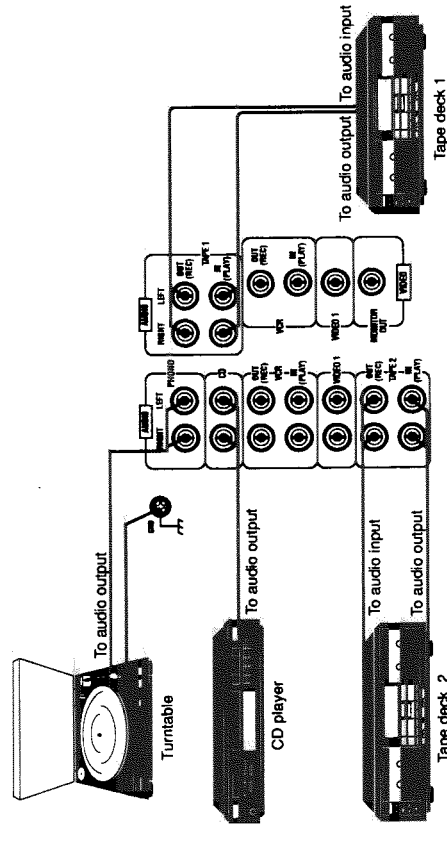 To audio output
Turntable
GND
To audio output
CD player
To audio input
To audio output
Tape deck 2
AUDIO
RIGHT LEFT
PHONO
CD
OUT
(REC)
VCR
IN
(PLAY)
VIDEO 1
OUT
(REC)
TAPE 2
IN
(PLAY)
AUDIO
RIGHT LEFT
OUT
(REC)
TAPE 1
IN
(PLAY)
OUT
(REC)
VCR
IN
(PLAY)
VIDEO 1
MONITOR
OUT
VIDEO
To audio output
To audio input
Tape deck 1